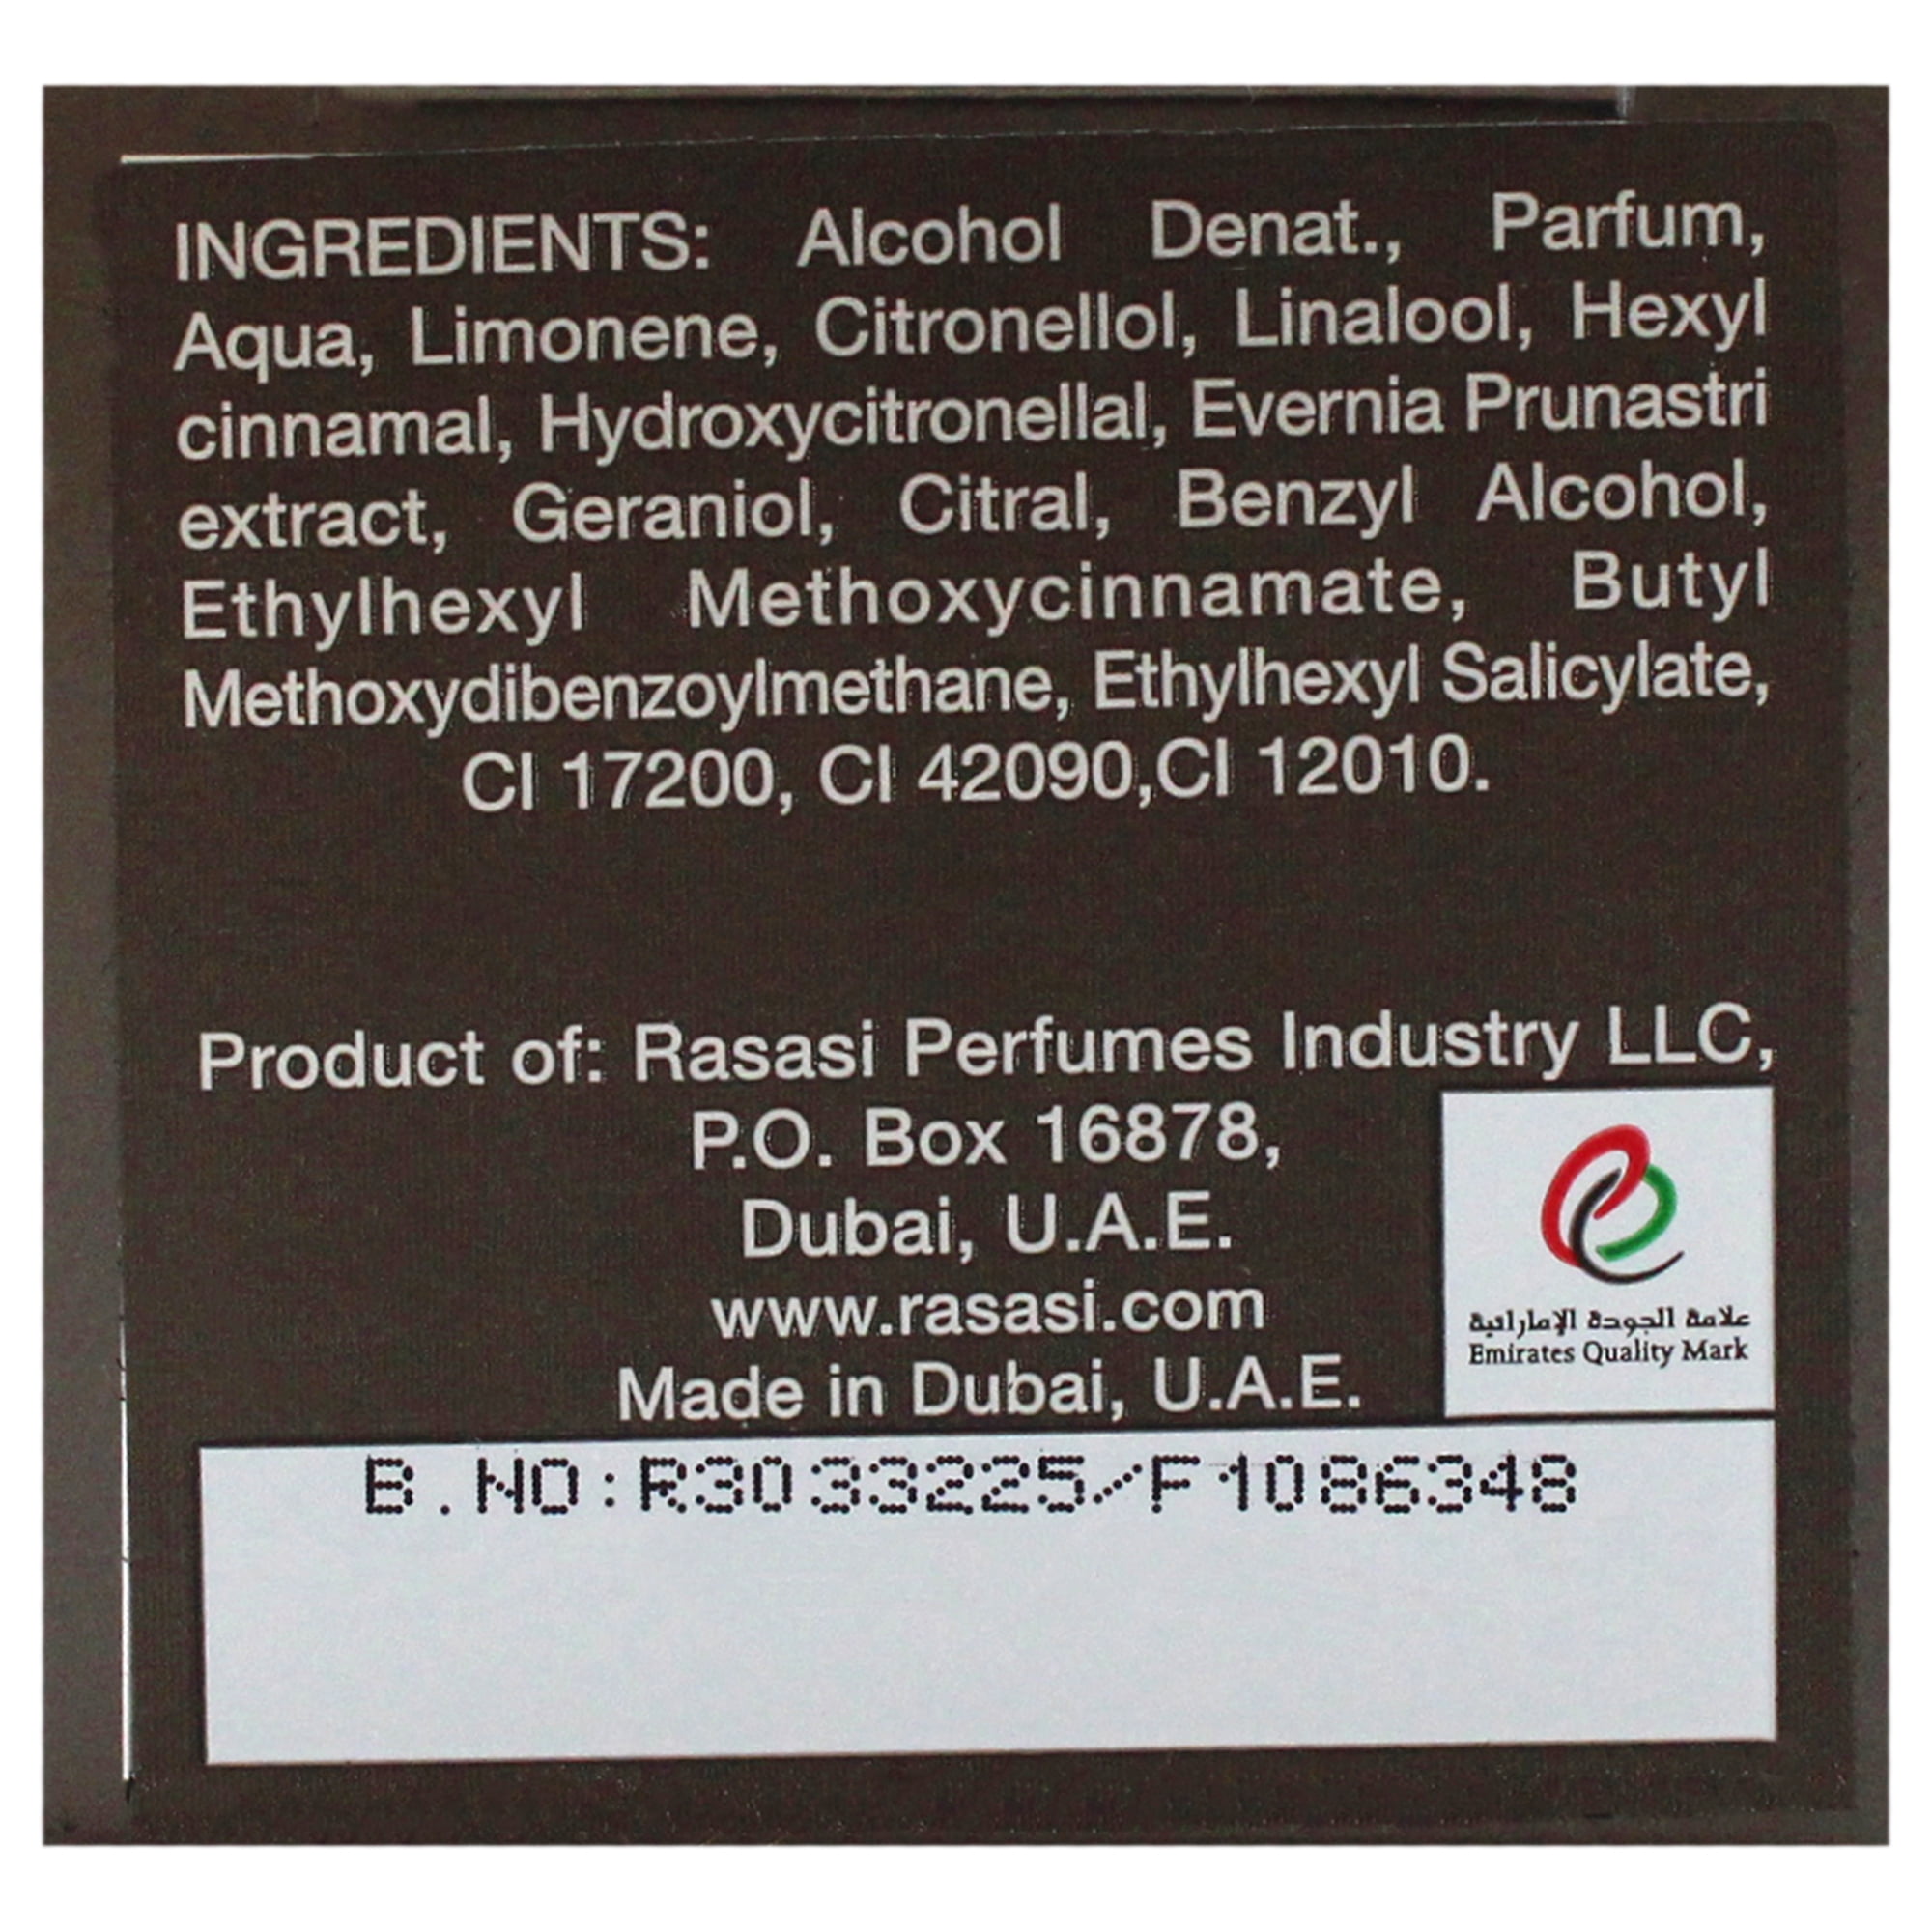 INGREDIENTS: Alcohol Denat., Parfum,
Aqua, Limonene, Citronellol, Linalool, Hexyl
cinnamal, Hydroxycitronellal, Evernia Prunastri
extract, Geraniol, Citral, Benzyl Alcohol,
Ethylhexyl Methoxycinnamate, Butyl
Methoxydibenzoylmethane, Ethylhexyl Salicylate,
CI 17200, CI 42090,CI 12010.
Product of: Rasasi Perfumes Industry LLC,
P.O. Box 16878,
Dubai, U.A.E.
www.rasasi.com
Made in Dubai, U.A.E.
علامة الجودة الإماراتية
Emirates Quality Mark
B.NO:R3033225/F1086348